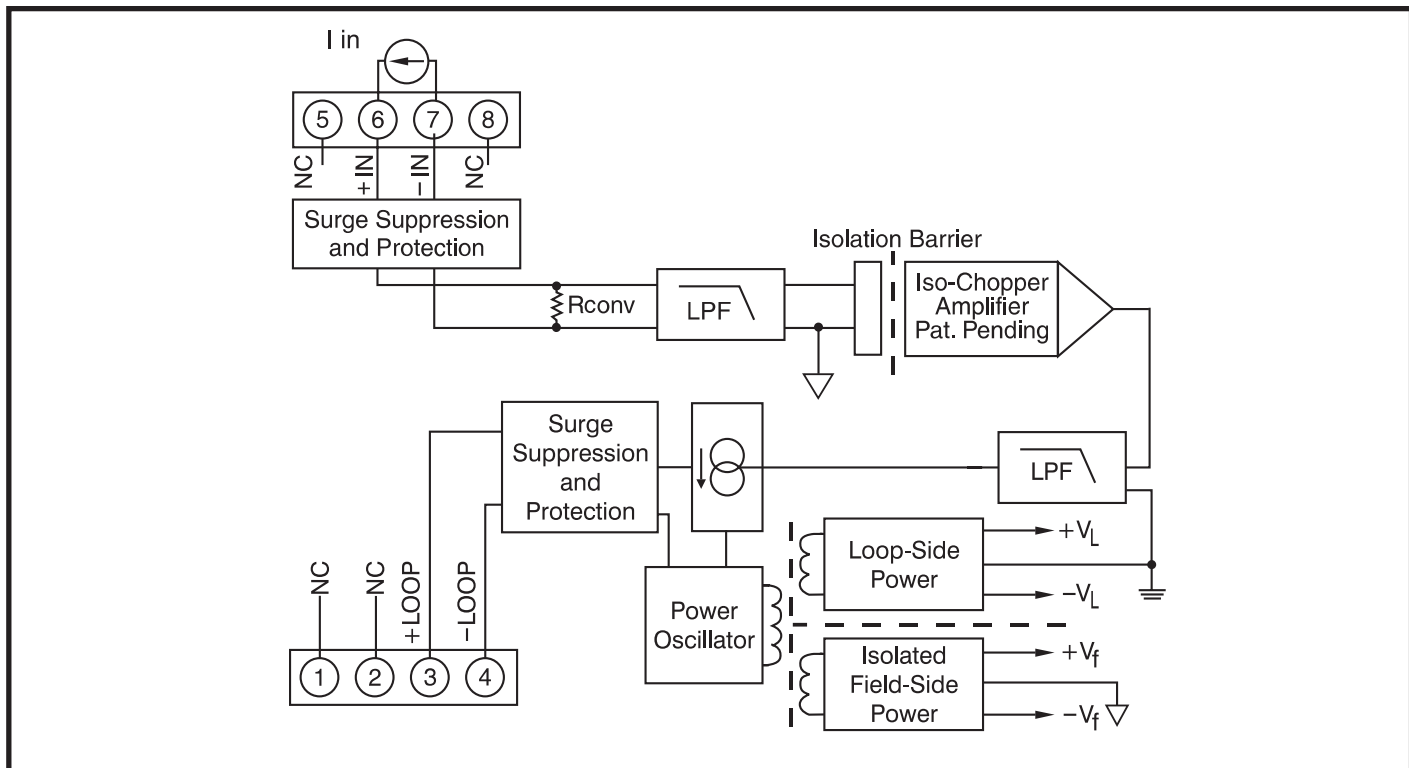 I in
5 6 7 8
NC
+IN
−IN
NC
Surge Suppression
and Protection
Rconv
LPF
Isolation Barrier
Iso-Chopper
Amplifier
Pat. Pending
Surge
Suppression
and
Protection
LPF
NC
NC
+LOOP
−LOOP
1 2 3 4
Power
Oscillator
Loop-Side
Power
+VL
−VL
Isolated
Field-Side
Power
+Vf
−Vf